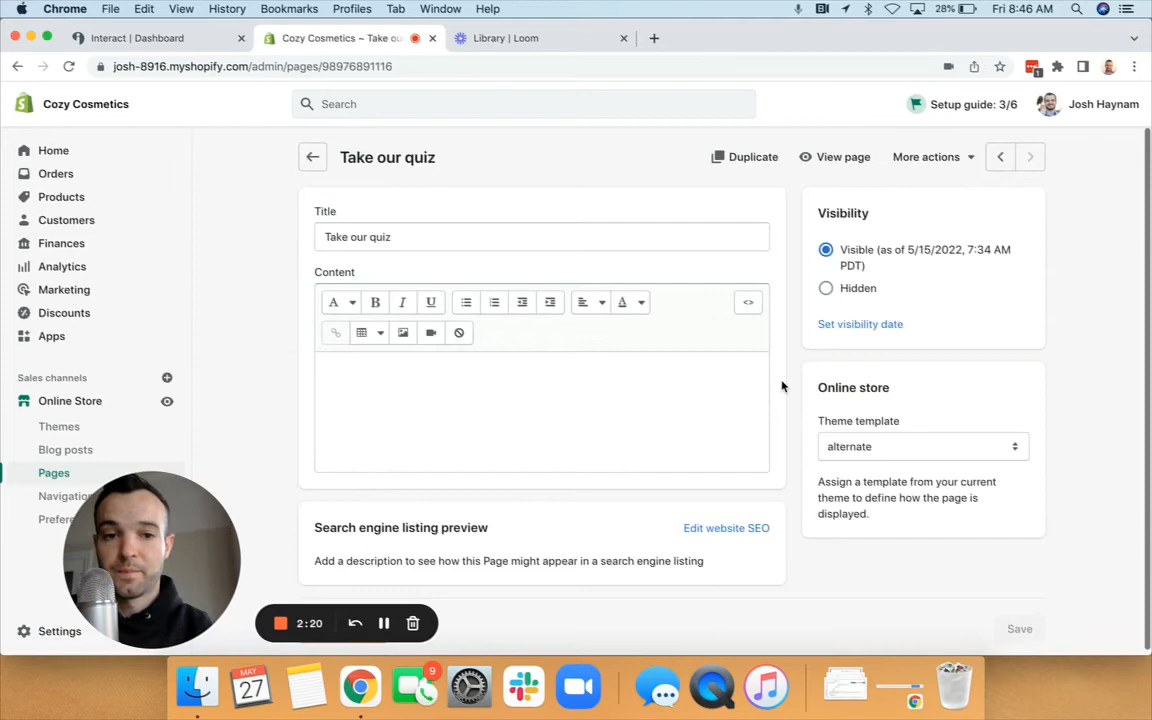 Chrome File Edit View History Bookmarks Profiles Tab Window Help 28% Fri 8:46 AM
Interact | Dashboard Cozy Cosmetics ~ Take ou Library | Loom
josh-8916.myshopify.com/admin/pages/98976891116 1
Cozy Cosmetics Search Setup guide: 3/6 Josh Haynam
Home
Orders
Products
Customers
Finances
Analytics
Marketing
Discounts
Apps
Sales channels
Online Store
Themes
Blog posts
Pages
Navigation
Prefer
Settings
Take our quiz Duplicate View page More actions
Title
Take our quiz
Content
A B I U A <>
Search engine listing preview Edit website SEO
Add a description to see how this Page might appear in a search engine listing
Visibility
Visible (as of 5/15/2022, 7:34 AM
PDT)
Hidden
Set visibility date
Online store
Theme template
alternate
Assign a template from your current
theme to define how the page is
displayed.
Save
2:20
MAY
27
9